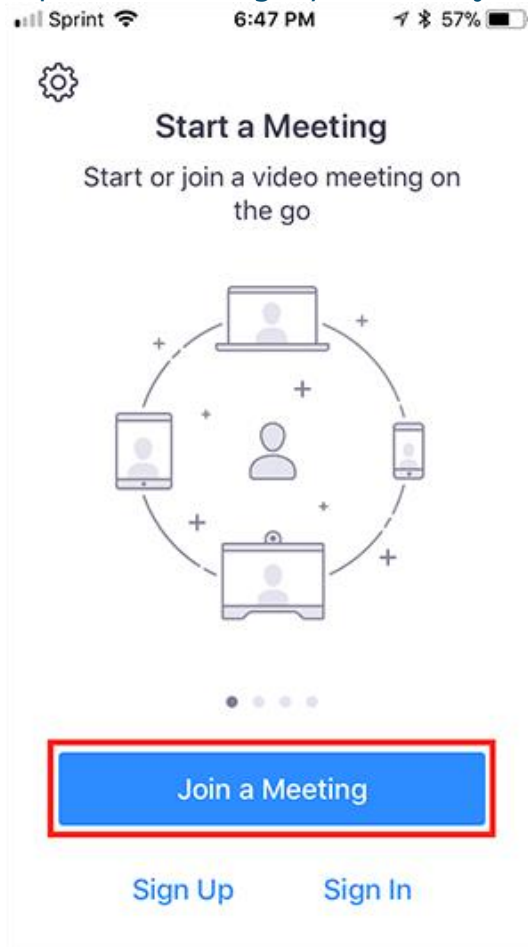 Sprint 6:47 PM 57%
Start a Meeting
Start or join a video meeting on
the go
Join a Meeting
Sign Up Sign In